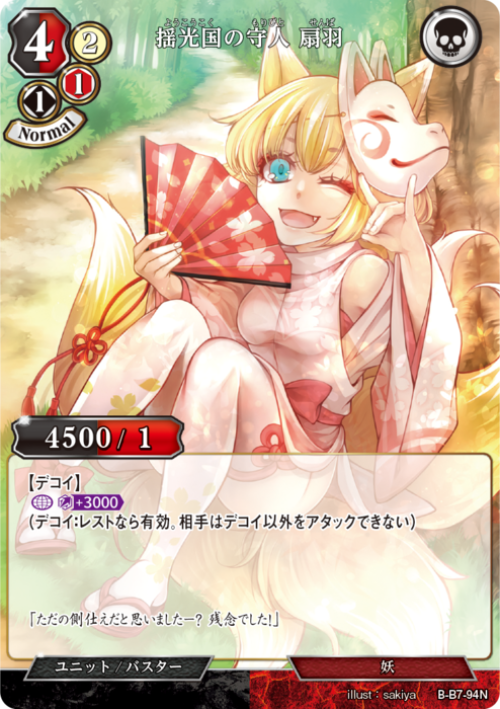 4
2
とうこうこく もりびと せんば
揺光国の守人 扇羽
1
1
Normal
4500 / 1
【デコイ】
+3000
(デコイ:レストなら有効。相手はデコイ以外をアタックできない)
「ただの側仕えだと思いましたー? 残念でした!」
ユニット / バスター
妖
illust : sakiya B-B7-94N